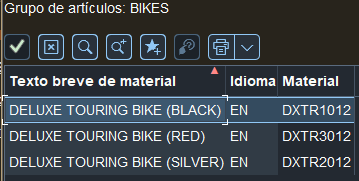 Grupo de artículos: BIKES
Texto breve de material Idioma Material
DELUXE TOURING BIKE (BLACK) EN DXTR1012
DELUXE TOURING BIKE (RED) EN DXTR3012
DELUXE TOURING BIKE (SILVER) EN DXTR2012